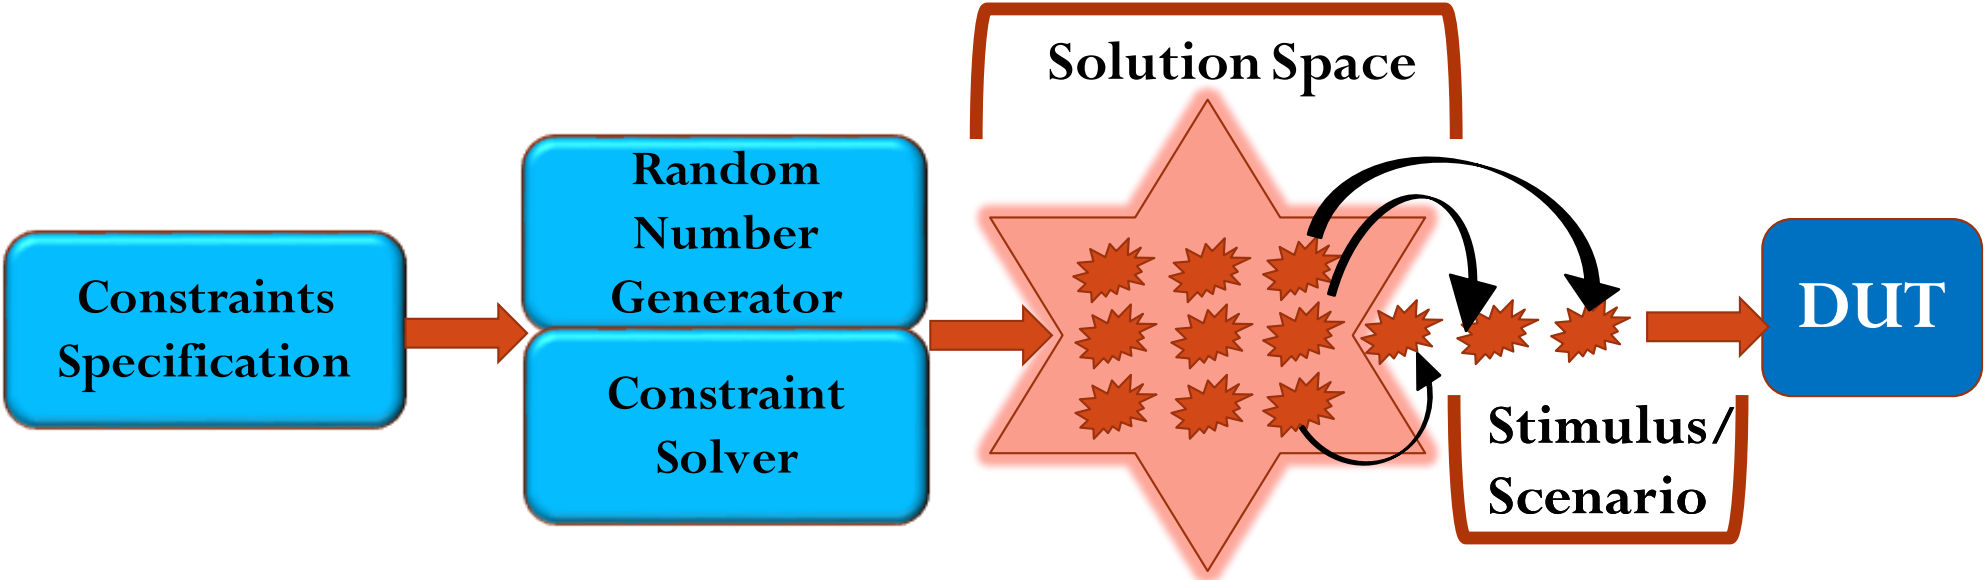 Constraints
Specification
Random
Number
Generator
Constraint
Solver
Solution Space
Stimulus/
Scenario
DUT